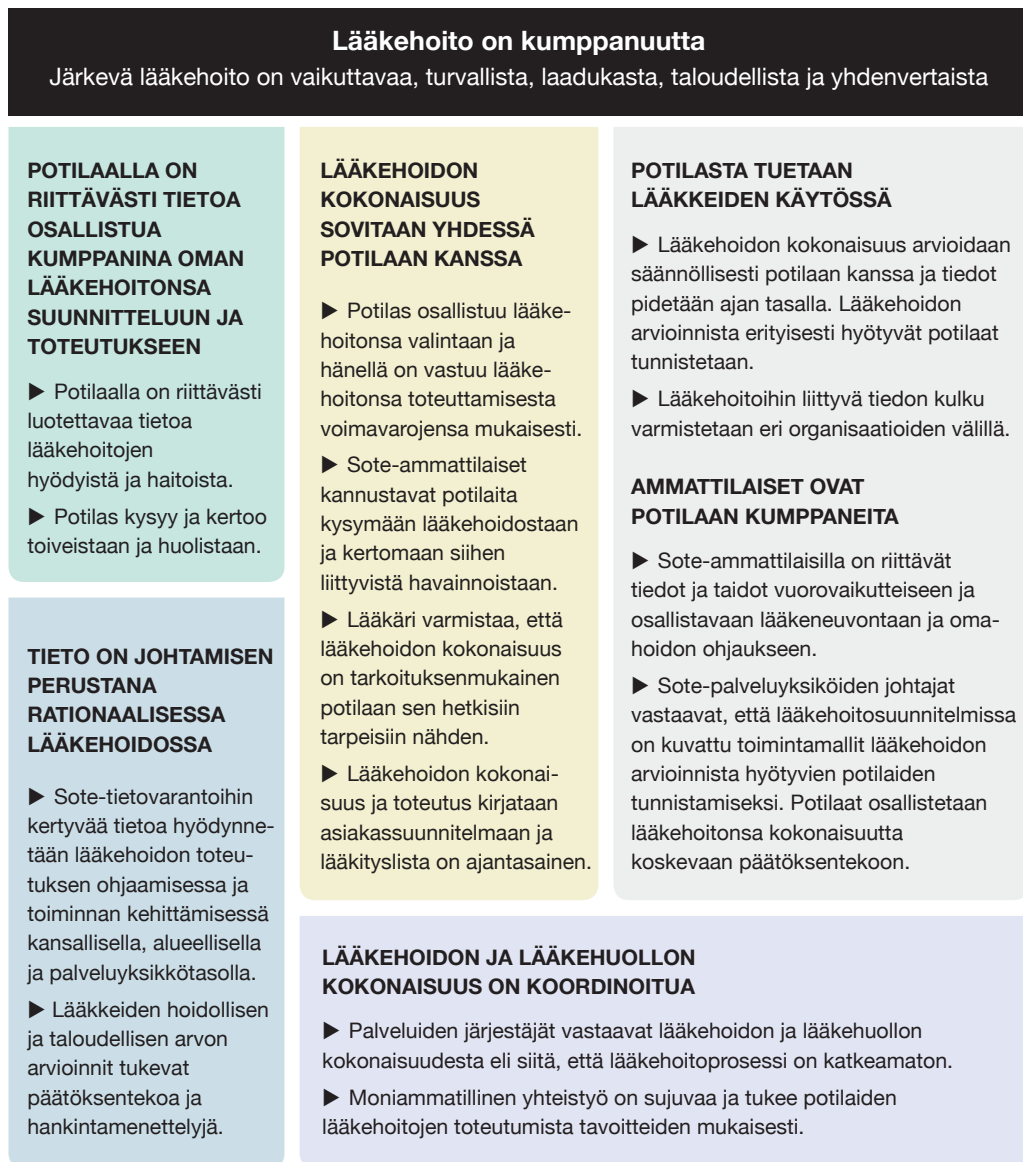 Lääkehoito on kumppanuutta
Järkevä lääkehoito on vaikuttavaa, turvallista, laadukasta, taloudellista ja yhdenvertaista
POTILAALLA ON
RIITTÄVÄSTI TIETOA
OSALLISTUA
KUMPPANINA OMAN
LÄÄKEHOITONSA
SUUNNITTELUUN JA
TOTEUTUKSEEN
▶ Potilaalla on riittävästi
luotettavaa tietoa
lääkehoitojen
hyödyistä ja haitoista.
▶ Potilas kysyy ja kertoo
toiveistaan ja huolistaan.
TIETO ON JOHTAMISEN
PERUSTANA
RATIONAALISESSA
LÄÄKEHOIDOSSA
▶ Sote-tietovarantoihin
kertyvää tietoa hyödynne-
tään lääkehoidon toteu-
tuksen ohjaamisessa ja
toiminnan kehittämisessä
kansallisella, alueellisella
ja palveluyksikkötasolla.
▶ Lääkkeiden hoidollisen
ja taloudellisen arvon
arvioinnit tukevat
päätöksentekoa ja
hankintamenettelyjä.
LÄÄKEHOIDON
KOKONAISUUS
SOVITAAN YHDESSÄ
POTILAAN KANSSA
▶ Potilas osallistuu lääke-
hoitonsa valintaan ja
hänellä on vastuu lääke-
hoitonsa toteuttamisesta
voimavarojensa mukaisesti.
▶ Sote-ammattilaiset
kannustavat potilaita
kysymään lääkehoidostaan
ja kertomaan siihen
liittyvistä havainnoistaan.
▶ Lääkäri varmistaa, että
lääkehoidon kokonaisuus
on tarkoituksenmukainen
potilaan sen hetkisiin
tarpeisiin nähden.
▶ Lääkehoidon kokonai-
suus ja toteutus kirjataan
asiakassuunnitelmaan ja
lääkityslista on ajantasainen.
POTILASTA TUETAAN
LÄÄKKEIDEN KÄYTÖSSÄ
▶ Lääkehoidon kokonaisuus arvioidaan
säännöllisesti potilaan kanssa ja tiedot
pidetään ajan tasalla. Lääkehoidon
arvioinnista erityisesti hyötyvät potilaat
tunnistetaan.
▶ Lääkehoitoihin liittyvä tiedon kulku
varmistetaan eri organisaatioiden välillä.
AMMATTILAISET OVAT
POTILAAN KUMPPANEITA
▶ Sote-ammattilaisilla on riittävät
tiedot ja taidot vuorovaikutteiseen ja
osallistavaan lääkeneuvontaan ja oma-
hoidon ohjaukseen.
▶ Sote-palveluyksiköiden johtajat
vastaavat, että lääkehoitosuunnitelmissa
on kuvattu toimintamallit lääkehoidon
arvioinnista hyötyvien potilaiden
tunnistamiseksi. Potilaat osallistetaan
lääkehoitonsa kokonaisuutta
koskevaan päätöksentekoon.
LÄÄKEHOIDON JA LÄÄKEHUOLLON
KOKONAISUUS ON KOORDINOITUA
▶ Palveluiden järjestäjät vastaavat lääkehoidon ja lääkehuollon
kokonaisuudesta eli siitä, että lääkehoitoprosessi on katkeamaton.
▶ Moniammatillinen yhteistyö on sujuvaa ja tukee potilaiden
lääkehoitojen toteutumista tavoitteiden mukaisesti.